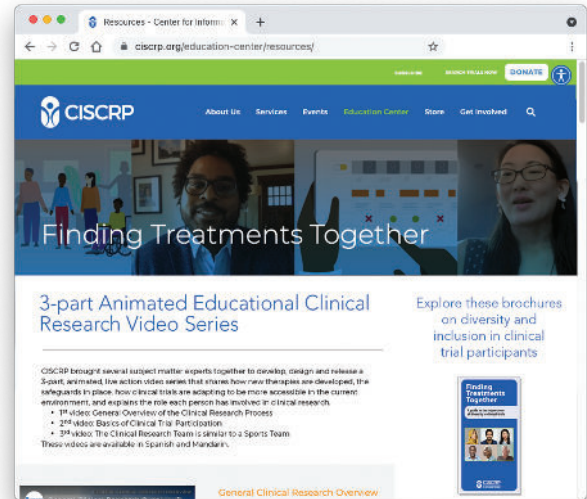 Resources - Center for Informe
ciscrp.org/education-center/resources/
SEARCH TRIALS NOW
DONATE
CISCRP
About Us
Services
Events
Education Center
Store
Get Involved
Finding Treatments Together
3-part Animated Educational Clinical
Research Video Series
CISCRP brought several subject matter experts together to develop, design and release a
3-part, animated, live action video series that shares how new therapies are developed, the
safeguards in place, how clinical trials are adapting to be more accessible in the current
environment, and explains the role each person has involved in clinical research.
• 1st video: General Overview of the Clinical Research Process
• 2nd video: Basics of Clinical Trial Participation
• 3rd video: The Clinical Research Team is similar to a Sports Team
These videos are available in Spanish and Mandarin.
Explore these brochures
on diversity and
inclusion in clinical
trial participants
Finding
Treatments
Together
CISCRP
General Clinical Research Overview